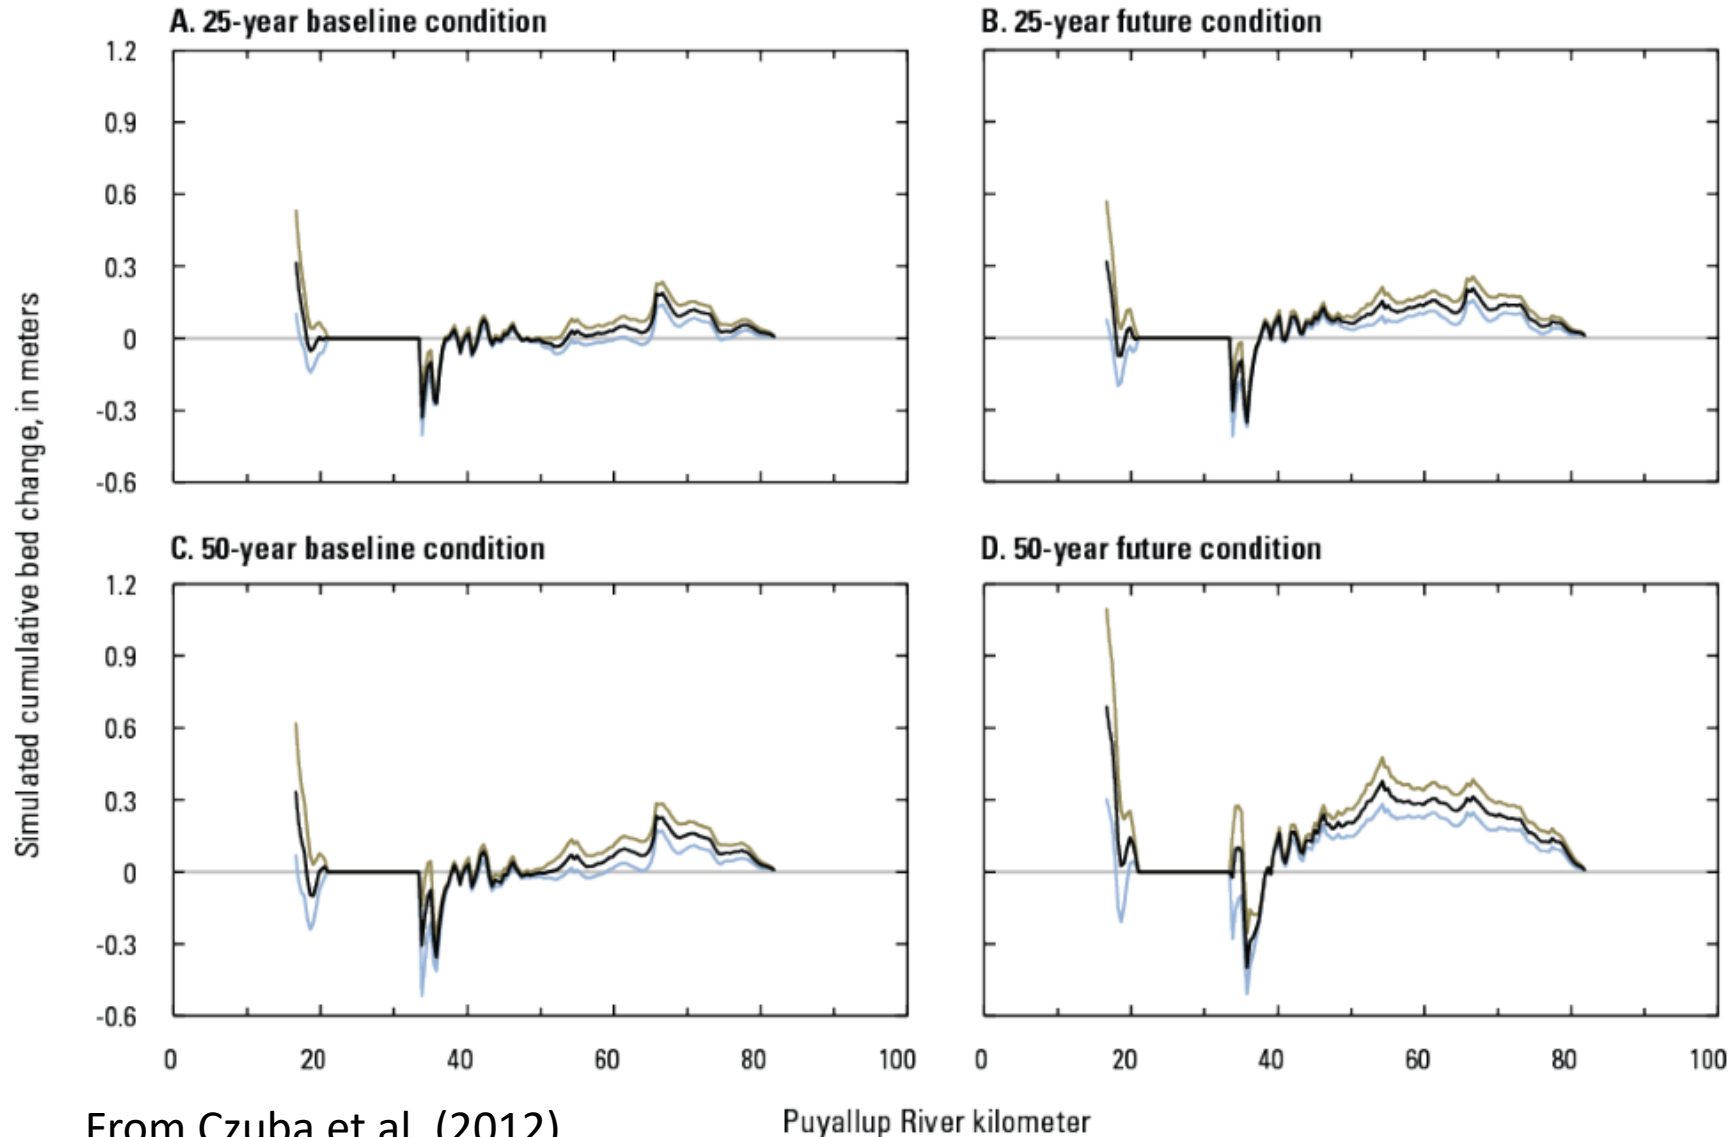 A. 25-year baseline condition
B. 25-year future condition
1.2
0.9
0.6
0.3
0
-0.3
-0.6
C. 50-year baseline condition
D. 50-year future condition
1.2
0.9
0.6
0.3
0
-0.3
-0.6
0 20 40 60 80 100
0 20 40 60 80 100
Simulated cumulative bed change, in meters
Puyallup River kilometer
From Czuba et al. (2012)